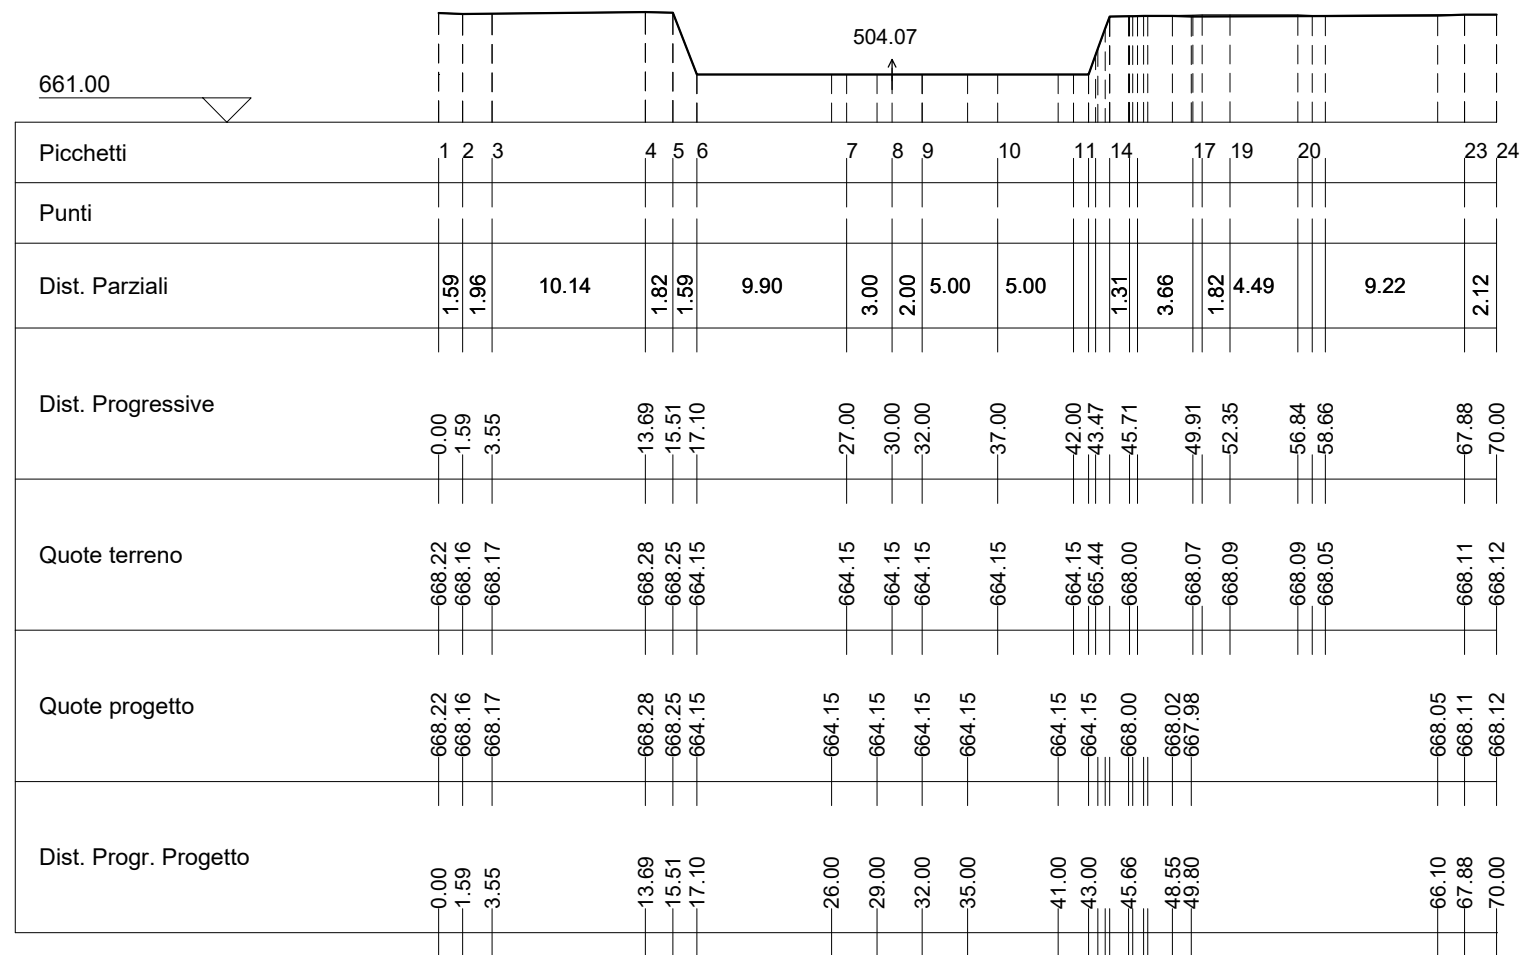 504.07
661.00
Picchetti 1 2 3 4 5 6 7 8 9 10 11 14 17 19 20 23 24
Punti
Dist. Parziali 1.59 1.96 10.14 1.82 1.59 9.90 3.00 2.00 5.00 5.00 1.31 3.66 1.82 4.49 9.22 2.12
Dist. Progressive 0.00 1.59 3.55 13.69 15.51 17.10 27.00 30.00 32.00 37.00 42.00 43.47 45.71 49.91 52.35 56.84 58.66 67.88 70.00
Quote terreno 668.22 668.16 668.17 668.28 668.25 664.15 664.15 664.15 664.15 664.15 664.15 665.44 668.00 668.07 668.09 668.09 668.05 668.11 668.12
Quote progetto 668.22 668.16 668.17 668.28 668.25 664.15 664.15 664.15 664.15 664.15 664.15 664.15 668.00 668.02 667.98 668.05 668.11 668.12
Dist. Progr. Progetto 0.00 1.59 3.55 13.69 15.51 17.10 26.00 29.00 32.00 35.00 41.00 43.00 45.66 48.55 49.80 66.10 67.88 70.00